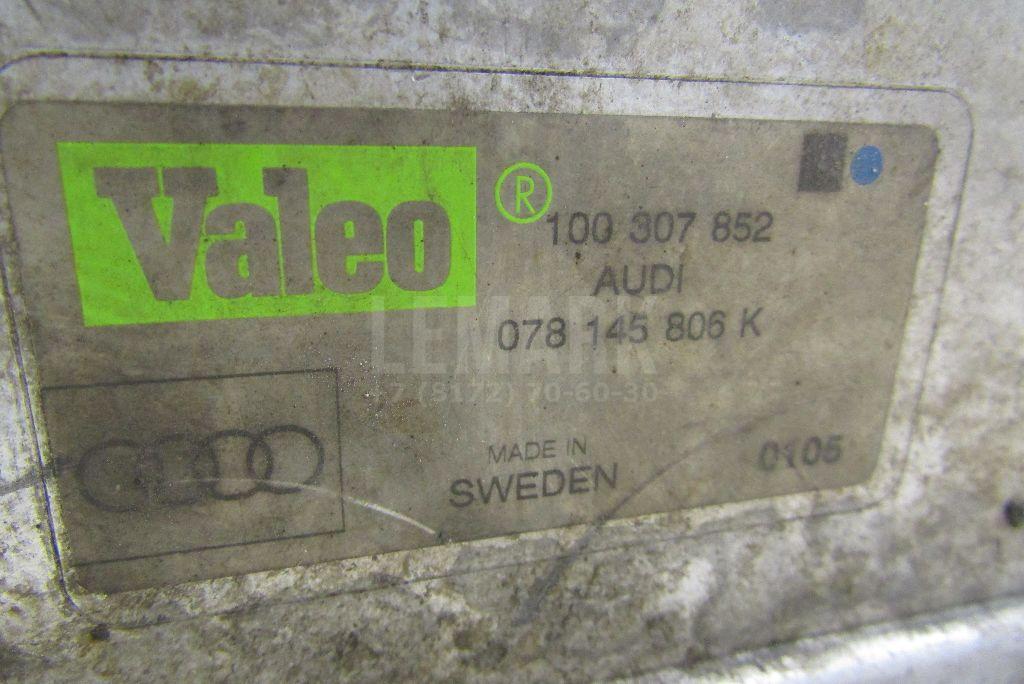 Valeo ®
100 307 852
AUDI
078 145 806 K
LEMARK
+7 (8172) 70-60-30
MADE IN
SWEDEN
0105